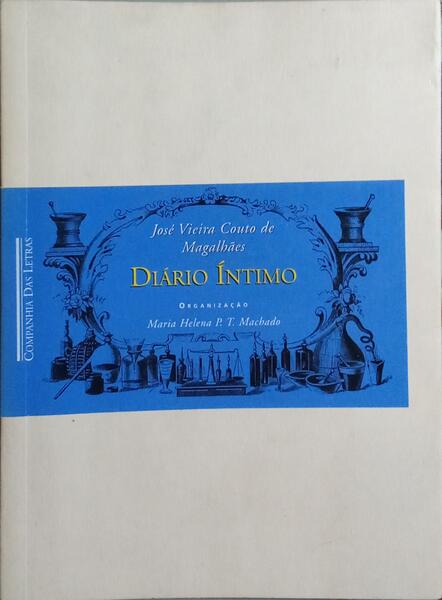 José Vieira Couto de
Magalhães
DIÁRIO ÍNTIMO
ORGANIZAÇÃO
Maria Helena P. T. Machado
COMPANHIA DAS LETRAS